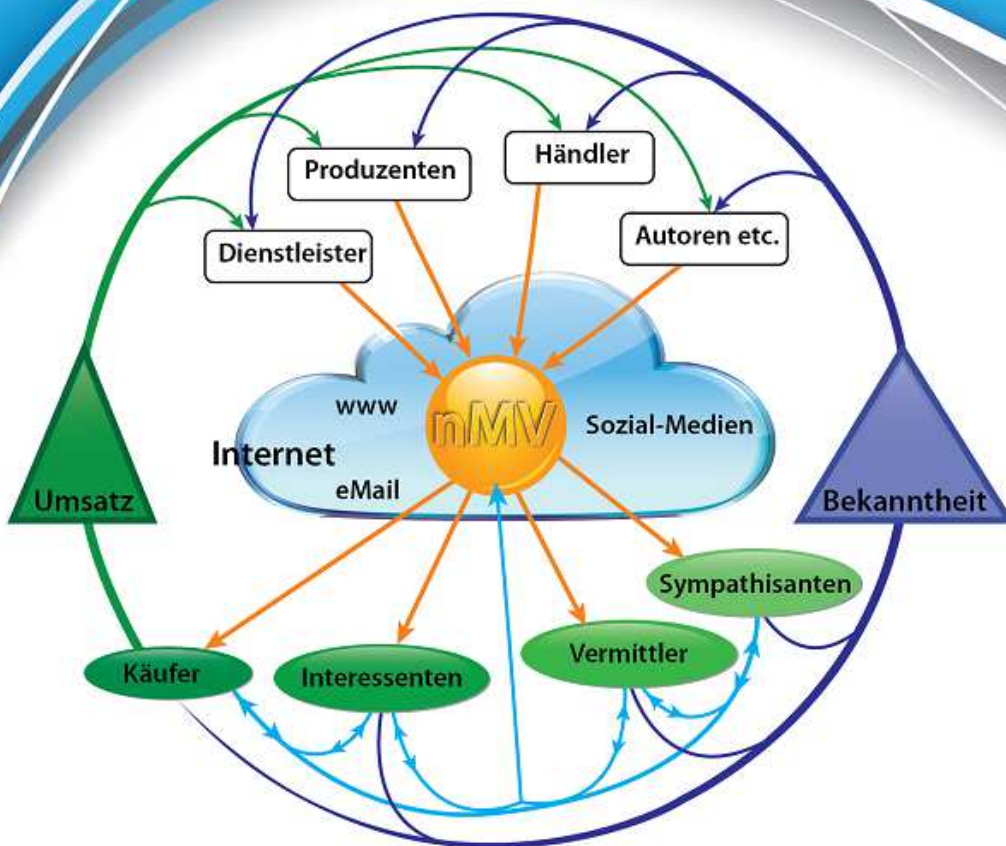 Produzenten
Händler
Dienstleister
Autoren etc.
www
nMV
Sozial-Medien
Internet
eMail
Umsatz
Bekanntheit
Sympathisanten
Käufer
Interessenten
Vermittler